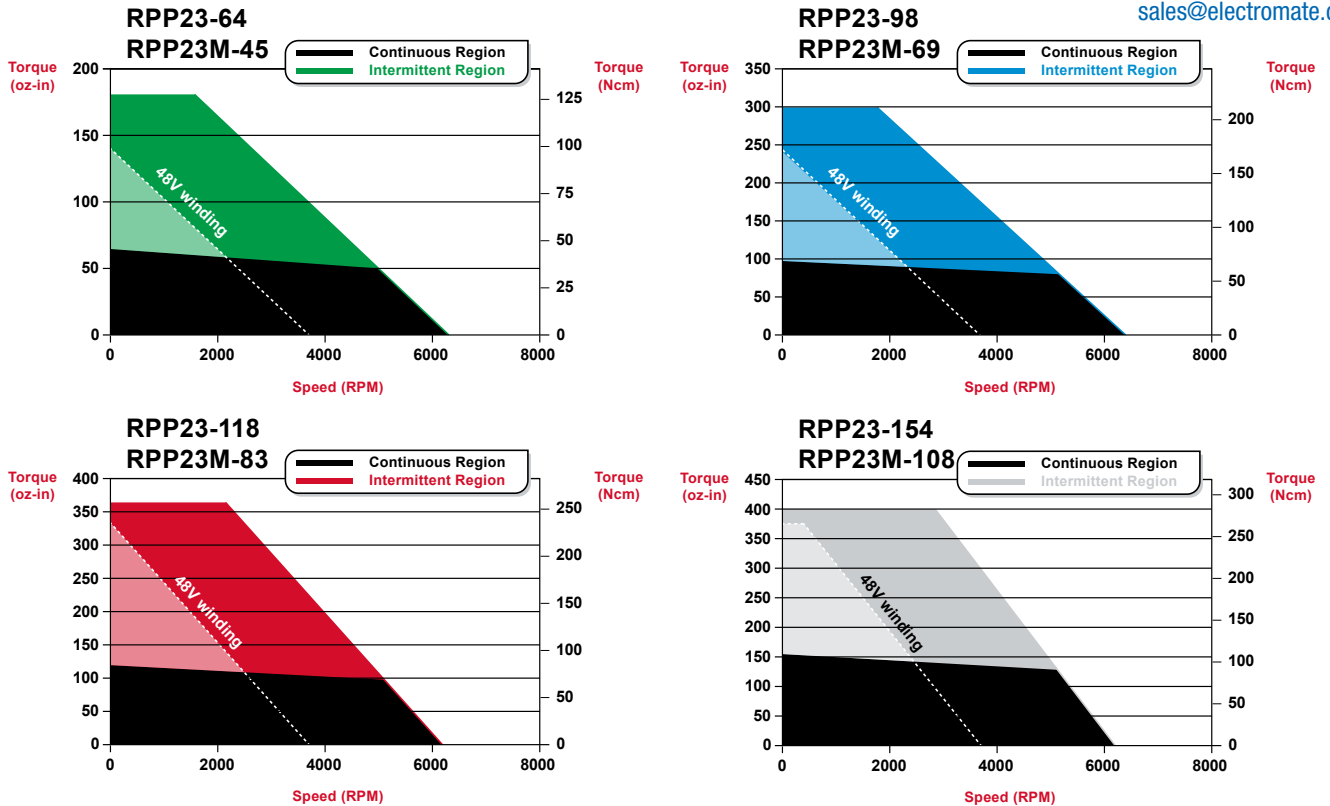 sales@electromate.c
RPP23-64
RPP23M-45
Continuous Region
Intermittent Region
Torque
(oz-in)
Torque
(Ncm)
200
150
100
50
0
125
100
75
50
25
0
48V winding
0 2000 4000 6000 8000
Speed (RPM)
RPP23-98
RPP23M-69
Continuous Region
Intermittent Region
Torque
(oz-in)
Torque
(Ncm)
350
300
250
200
150
100
50
0
200
150
100
50
0
48V winding
0 2000 4000 6000 8000
Speed (RPM)
RPP23-118
RPP23M-83
Continuous Region
Intermittent Region
Torque
(oz-in)
Torque
(Ncm)
400
350
300
250
200
150
100
50
0
250
200
150
100
50
0
48V winding
0 2000 4000 6000 8000
Speed (RPM)
RPP23-154
RPP23M-108
Continuous Region
Intermittent Region
Torque
(oz-in)
Torque
(Ncm)
450
400
350
300
250
200
150
100
50
0
300
250
200
150
100
50
0
48V winding
0 2000 4000 6000 8000
Speed (RPM)